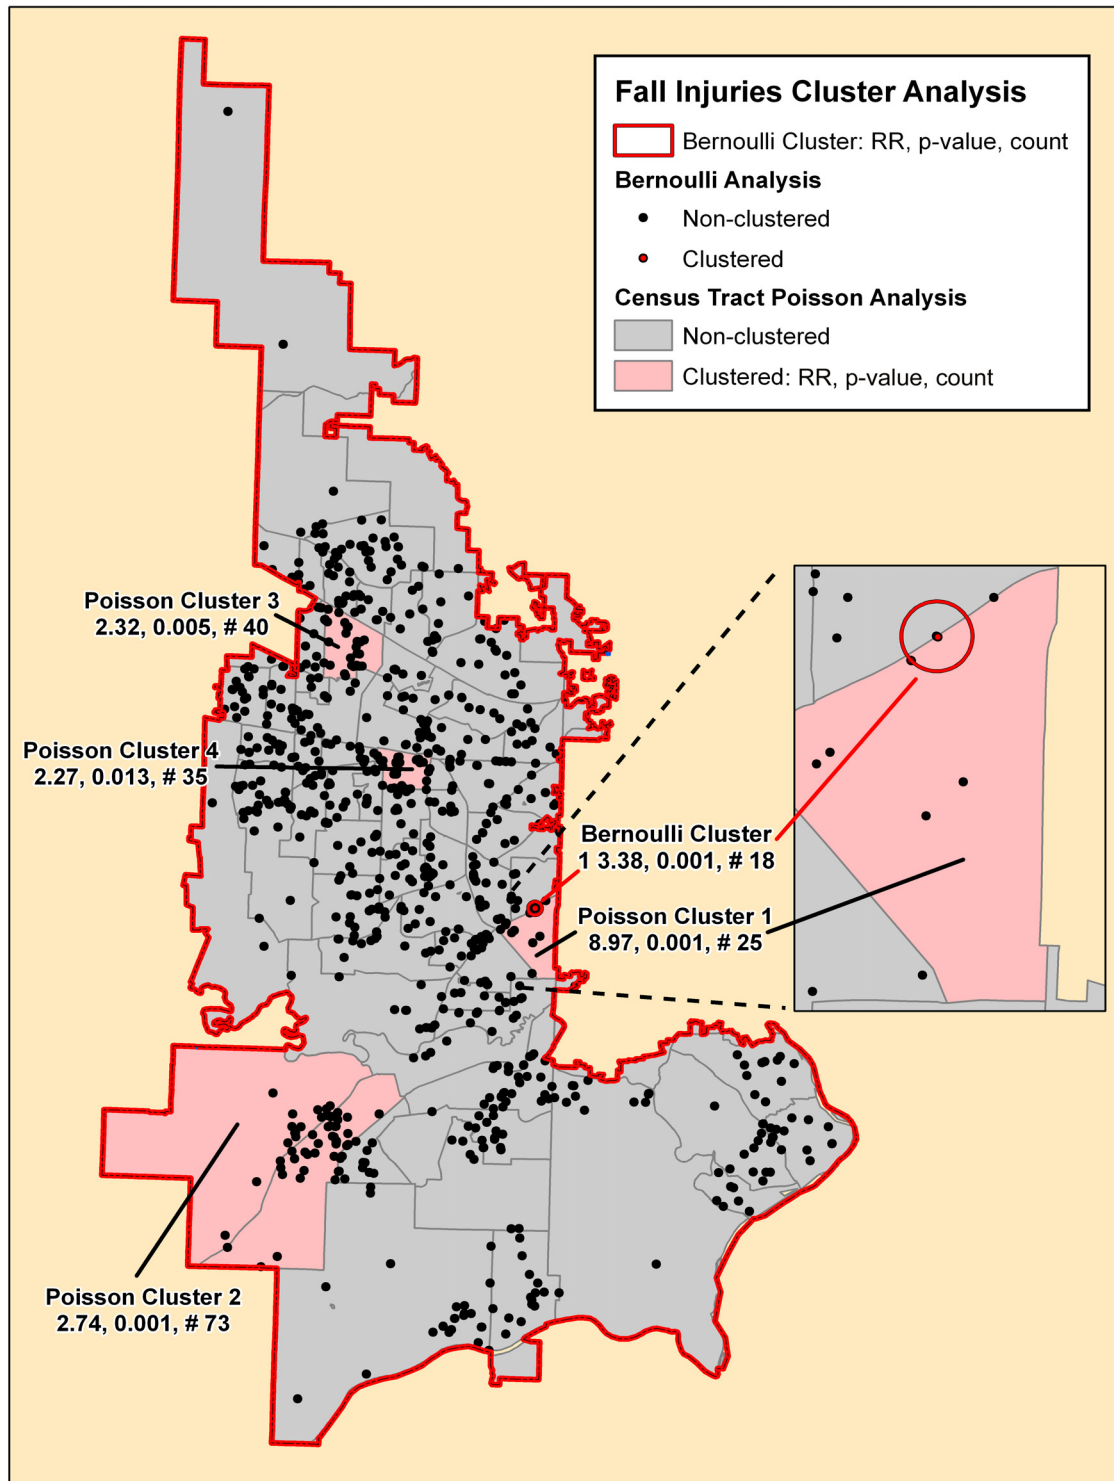 Fall Injuries Cluster Analysis
Bernoulli Cluster: RR, p-value, count
Bernoulli Analysis
Non-clustered
Clustered
Census Tract Poisson Analysis
Non-clustered
Clustered: RR, p-value, count
Poisson Cluster 3
2.32, 0.005, # 40
Poisson Cluster 4
2.27, 0.013, # 35
Bernoulli Cluster
1 3.38, 0.001, # 18
Poisson Cluster 1
8.97, 0.001, # 25
Poisson Cluster 2
2.74, 0.001, # 73